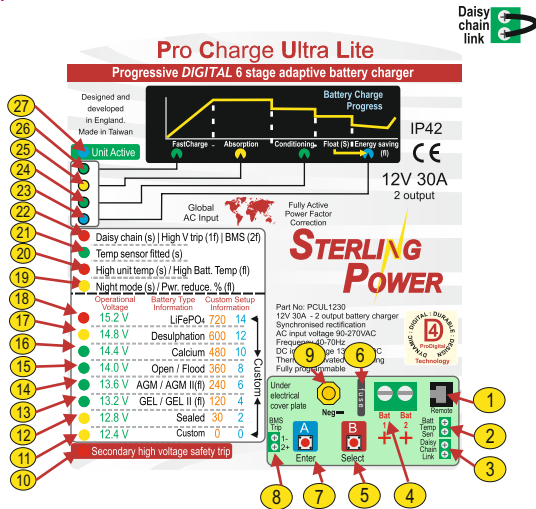 Daisy
chain
link
Pro Charge Ultra Lite
Progressive DIGITAL 6 stage adaptive battery charger
Designed and
developed
in England.
Made in Taiwan
Battery Charge
Progress
FastCharge
Absorption
Conditioning
Float (S)
Energy saving
(fl)
IP42
CE
12V 30A
2 output
27
26
25
24
23
22
21
20
19
18
17
16
15
14
13
12
11
10
Unit Active
Global
AC Input
Fully Active
Power Factor
Correction
Daisy chain (s) | High V trip (1f) | BMS (2f)
Temp sensor fitted (s)
High unit temp (s) / High Batt. Temp (fl)
Night mode (s) / Pwr. reduce. % (fl)
Operational
Voltage
Battery Type
Information
Custom Setup
Information
15.2 V LiFePO4 720 14
14.8 V Desulphation 600 12
14.4 V Calcium 480 10
14.0 V Open / Flood 360 8
13.6 V AGM / AGM II(fl) 240 6
13.2 V GEL / GEL II (fl) 120 4
12.8 V Sealed 30 2
12.4 V Custom 0 0
Custom
Secondary high voltage safety trip
STERLING
POWER
Part No: PCUL1230
12V 30A - 2 output battery charger
Synchronised rectification
AC input voltage 90-270VAC
Frequency 40-70Hz
Fully programmable
DIGITAL DURABLE DESIGN DYNAMIC
D4
ProDigital
Technology
9
6
Under
electrical
cover plate
Neg
fuse
Bat
1
Bat
2
Remote
1
BMS
Trip
1-
2+
A
Enter
B
Select
Batt
Temp
Sen
2
Daisy
Chain
Link
3
8
7
5
4